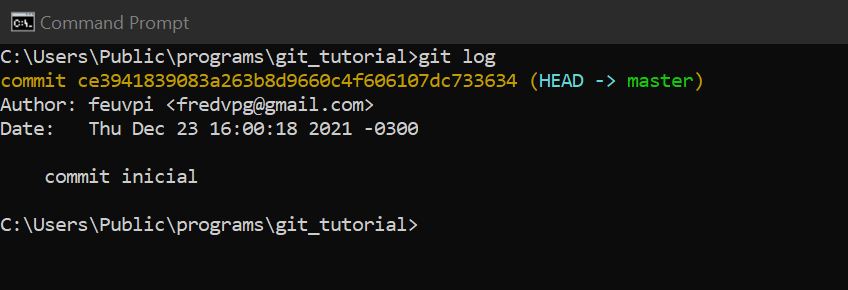 Command Prompt
C:\Users\Public\programs\git_tutorial>git log
commit ce3941839083a263b8d9660c4f606107dc733634 (HEAD -> master)
Author: feuvpi <fredvpg@gmail.com>
Date:   Thu Dec 23 16:00:18 2021 -0300
    commit inicial
C:\Users\Public\programs\git_tutorial>